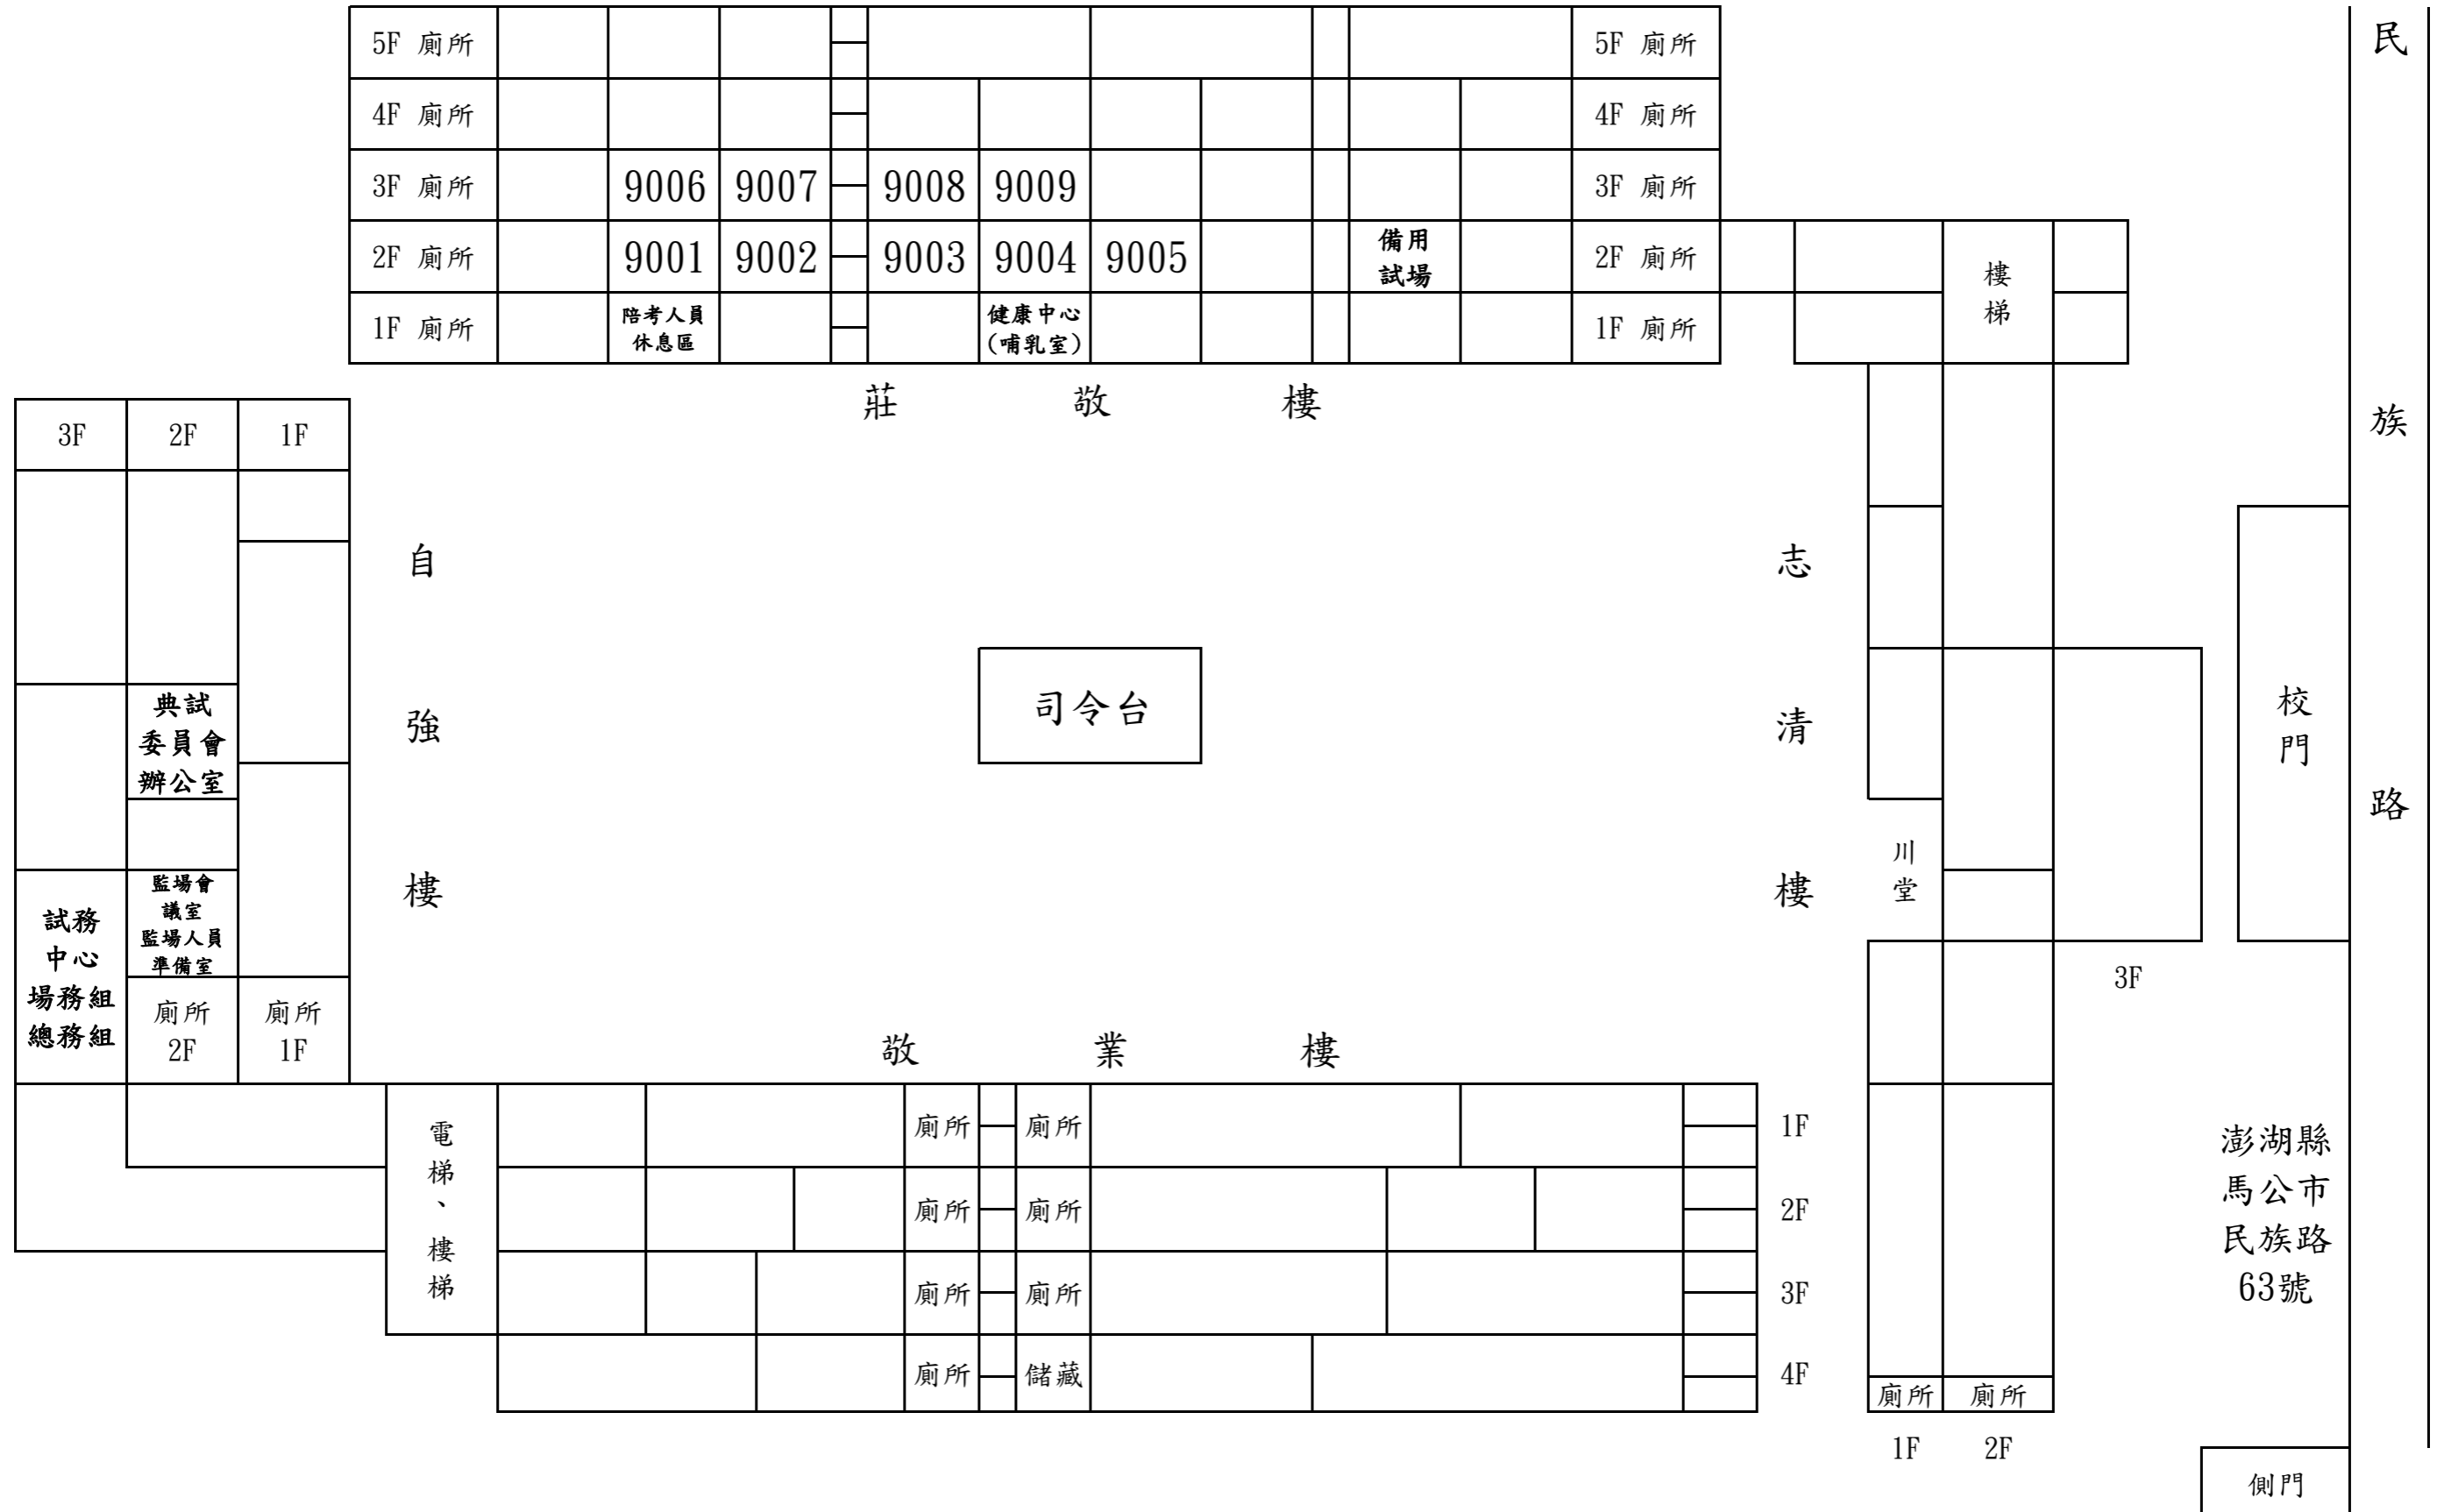 5F 廁所
5F 廁所
4F 廁所
4F 廁所
3F 廁所
9006
9007
9008
9009
3F 廁所
2F 廁所
9001
9002
9003
9004
9005
備用
試場
2F 廁所
1F 廁所
陪考人員
休息區
健康中心
(哺乳室)
1F 廁所
樓
梯
莊敬樓
3F
2F
1F
自
強
樓
典試
委員會
辦公室
監場會
議室
監場人員
準備室
試務
中心
場務組
總務組
廁所
2F
廁所
1F
司令台
志
清
樓
川
堂
3F
校
門
民
族
路
敬業樓
電
梯
、
樓
梯
廁所
廁所
1F
廁所
廁所
2F
廁所
廁所
3F
廁所
儲藏
4F
廁所
廁所
1F
2F
澎湖縣
馬公市
民族路
63號
側門